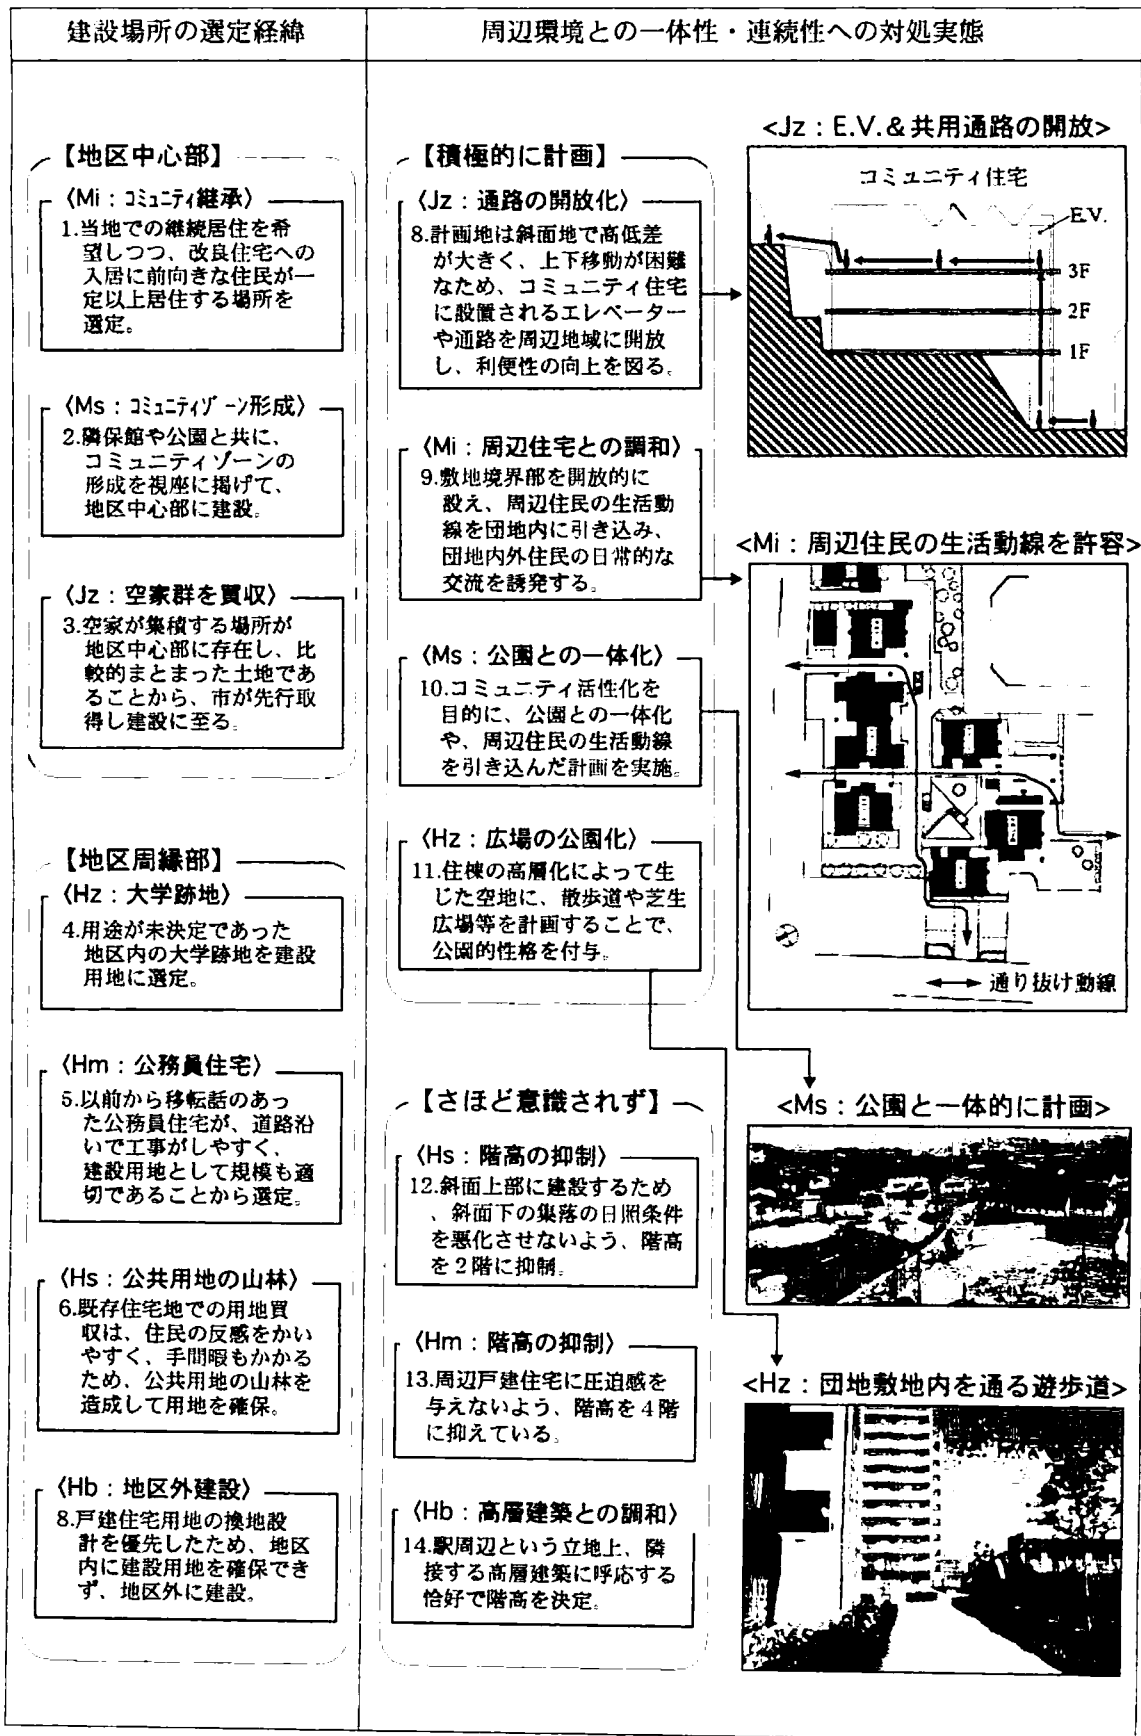 建設場所の選定経緯
周辺環境との一体性・連続性への対処実態
【地区中心部】
〈Mi:コミュニティ継承〉
1.当地での継続居住を希
望しつつ、改良住宅への
入居に前向きな住民が一
定以上居住する場所を
選定。
〈Ms:コミュニティゾーン形成〉
2.隣保館や公園と共に、
コミュニティゾーンの
形成を視座に掲げて、
地区中心部に建設。
〈Jz:空家群を買収〉
3.空家が集積する場所が
地区中心部に存在し、比
較的まとまった土地であ
ることから、市が先行取
得し建設に至る。
【地区周縁部】
〈Hz:大学跡地〉
4.用途が未決定であった
地区内の大学跡地を建設
用地に選定。
〈Hm:公務員住宅〉
5.以前から移転話のあっ
た公務員住宅が、道路沿
いで工事がしやすく、
建設用地として規模も適
切であることから選定。
〈Hs:公共用地の山林〉
6.既存住宅地での用地買
収は、住民の反感をかい
やすく、手間暇もかかる
ため、公共用地の山林を
造成して用地を確保。
〈Hb:地区外建設〉
8.戸建住宅用地の換地設
計を優先したため、地区
内に建設用地を確保でき
ず、地区外に建設。
【積極的に計画】
〈Jz:通路の開放化〉
8.計画地は斜面地で高低差
が大きく、上下移動が困難
なため、コミュニティ住宅
に設置されるエレベーター
や通路を周辺地域に開放
し、利便性の向上を図る。
〈Mi:周辺住宅との調和〉
9.敷地境界部を開放的に
設え、周辺住民の生活動
線を団地内に引き込み、
団地内外住民の日常的な
交流を誘発する。
〈Ms:公園との一体化〉
10.コミュニティ活性化を
目的に、公園との一体化
や、周辺住民の生活動線
を引き込んだ計画を実施。
〈Hz:広場の公園化〉
11.住棟の高層化によって生
じた空地に、散歩道や芝生
広場等を計画することで、
公園的性格を付与。
【さほど意識されず】
〈Hs:階高の抑制〉
12.斜面上部に建設するため
、斜面下の集落の日照条件
を悪化させないよう、階高
を2階に抑制。
〈Hm:階高の抑制〉
13.周辺戸建住宅に圧迫感を
与えないよう、階高を4階
に抑えている。
〈Hb:高層建築との調和〉
14.駅周辺という立地上、隣
接する高層建築に呼応する
恰好で階高を決定。
<Jz:E.V.&共用通路の開放>
コミュニティ住宅
E.V.
3F
2F
1F
<Mi:周辺住民の生活動線を許容>
通り抜け動線
<Ms:公園と一体的に計画>
<Hz:団地敷地内を通る遊歩道>